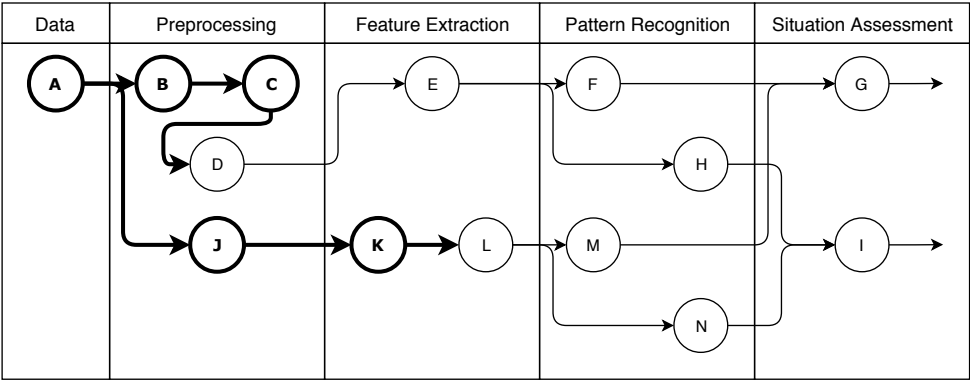 Data Preprocessing Feature Extraction Pattern Recognition Situation Assessment
A B C E F G
D H
J K L M I
N